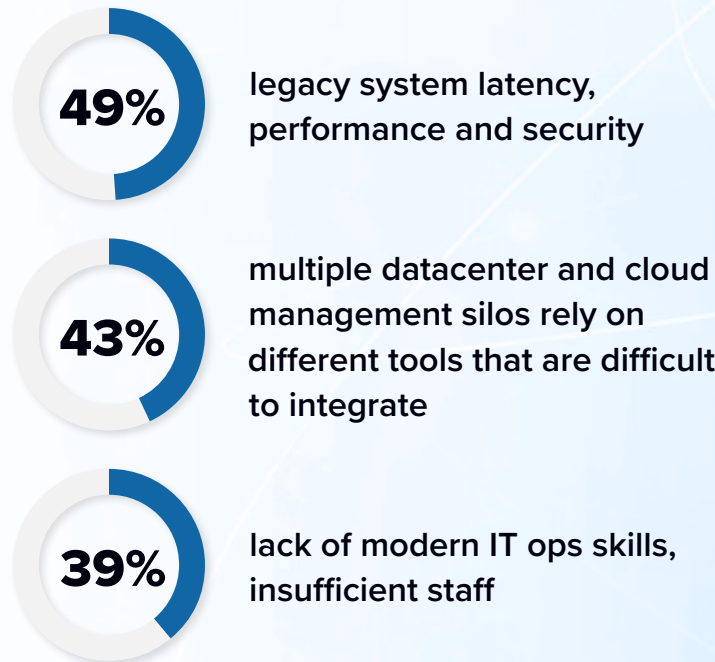 49%
legacy system latency,
performance and security
43%
multiple datacenter and cloud
management silos rely on
different tools that are difficult
to integrate
39%
lack of modern IT ops skills,
insufficient staff